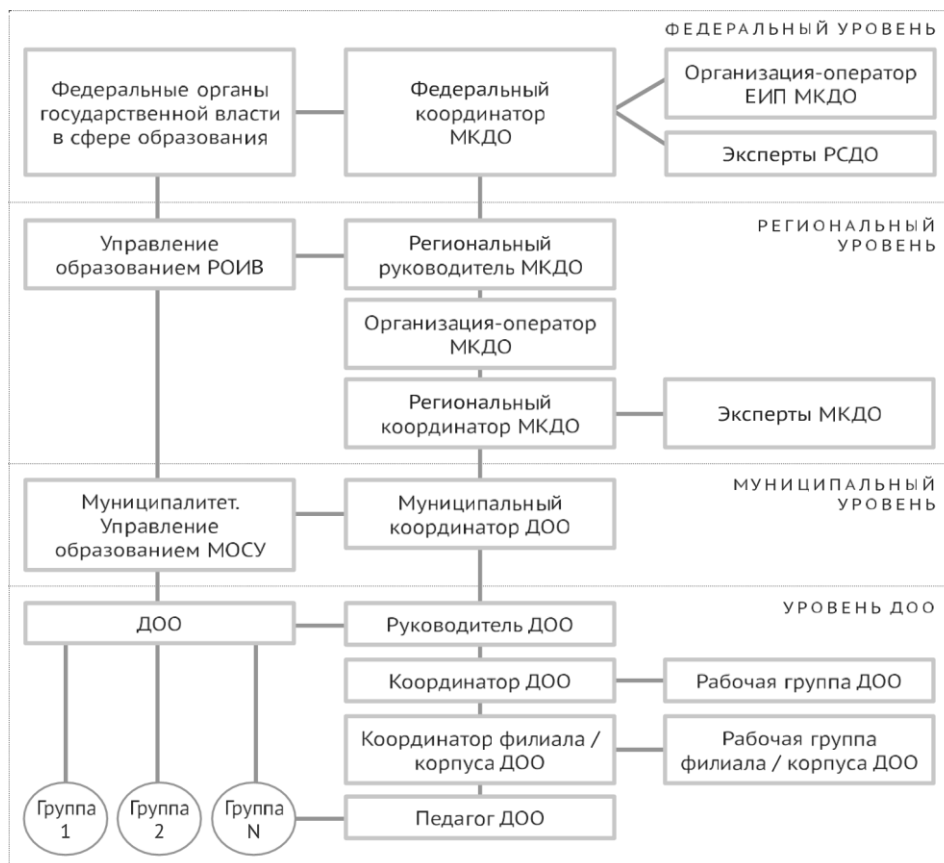 ФЕДЕРАЛЬНЫЙ УРОВЕНЬ
Федеральные органы
государственной власти
в сфере образования
Федеральный
координатор
МКДО
Организация-оператор
ЕИП МКДО
Эксперты РСДО
РЕГИОНАЛЬНЫЙ
УРОВЕНЬ
Управление
образованием РОИВ
Региональный
руководитель МКДО
Организация-оператор
МКДО
Региональный
координатор МКДО
Эксперты МКДО
МУНИЦИПАЛЬНЫЙ
УРОВЕНЬ
Муниципалитет.
Управление
образованием МОСУ
Муниципальный
координатор ДОО
УРОВЕНЬ ДОО
ДОО
Руководитель ДОО
Координатор ДОО
Рабочая группа ДОО
Координатор филиала /
корпуса ДОО
Рабочая группа
филиала / корпуса ДОО
Группа
1
Группа
2
Группа
N
Педагог ДОО